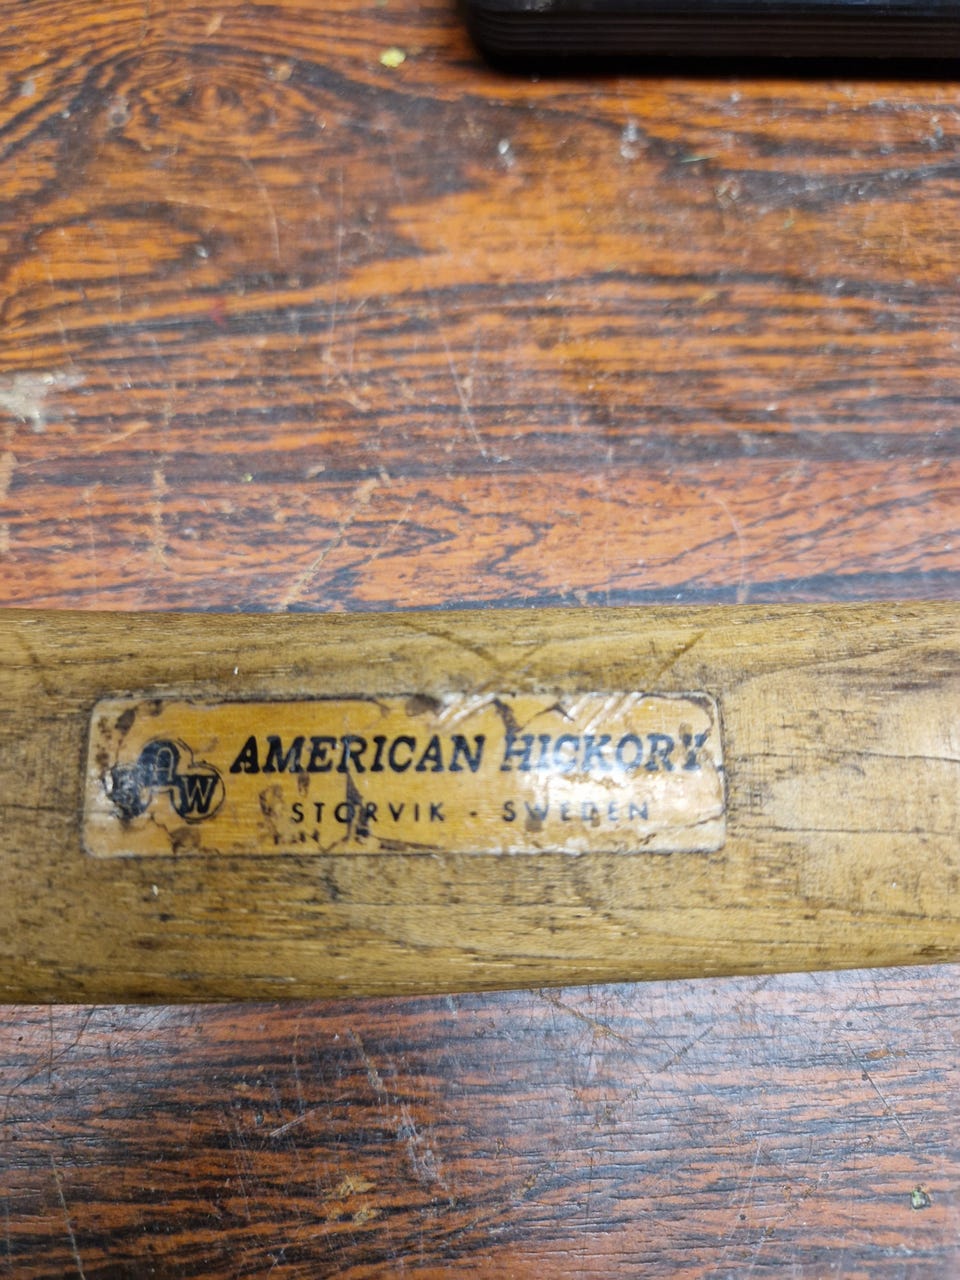 AW
AMERICAN HICKORY
STORVIK - SWEDEN